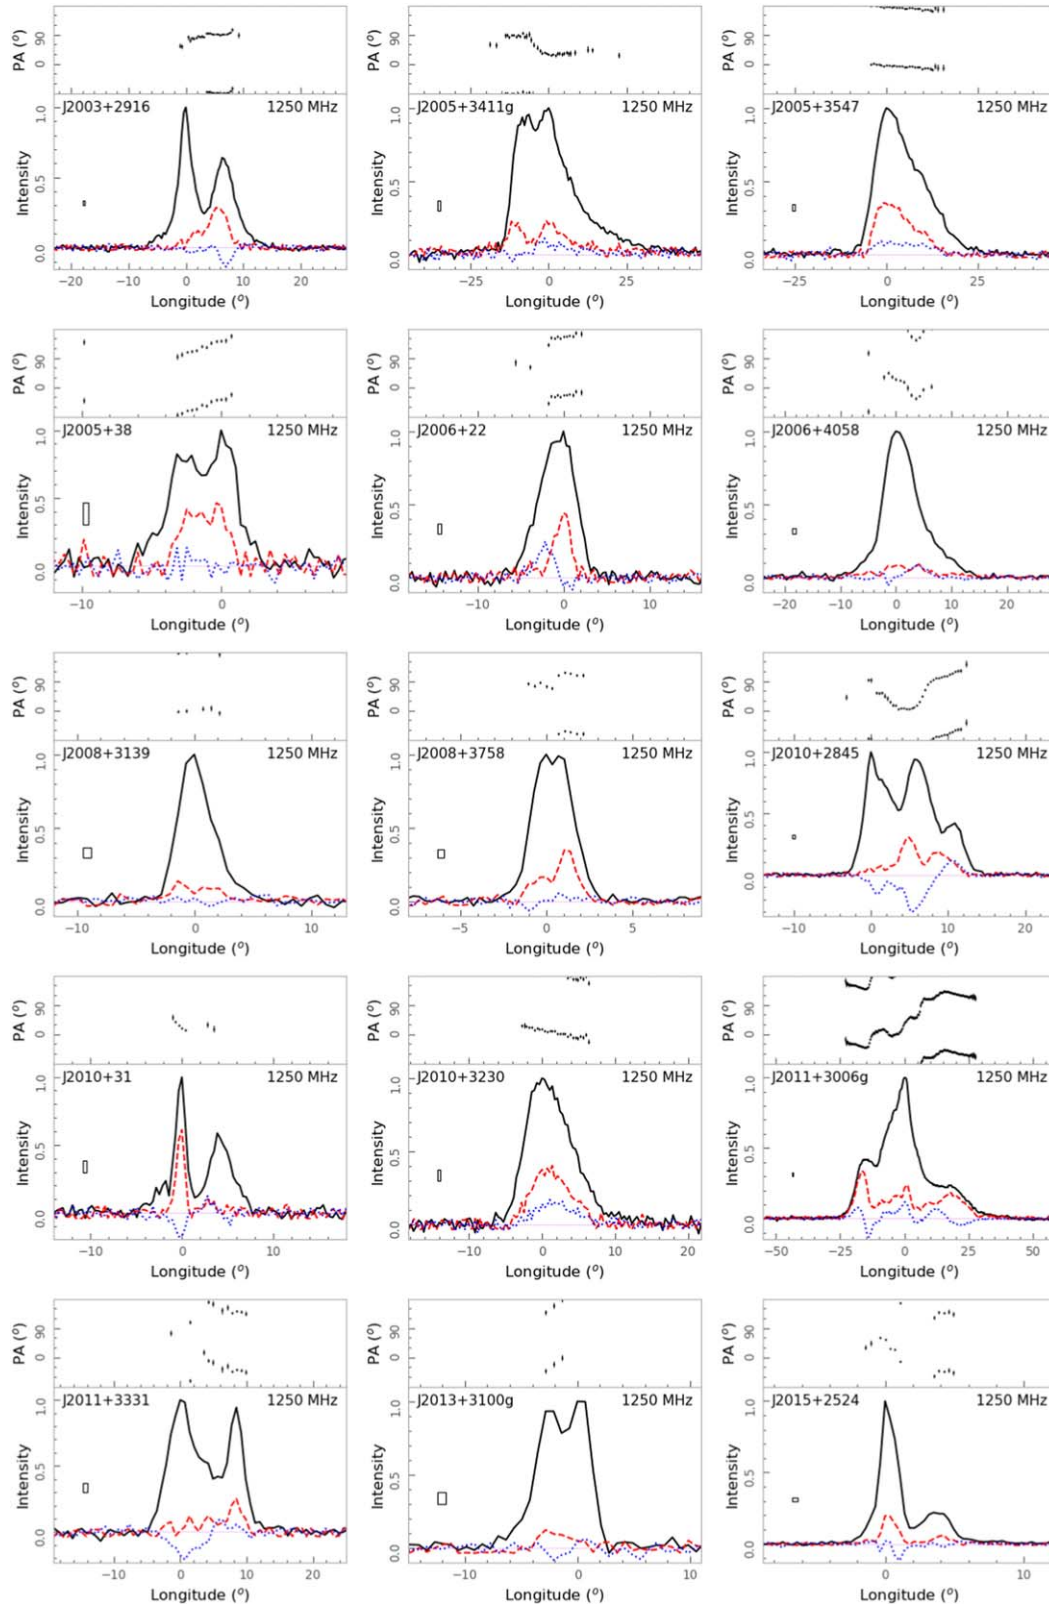 PA (°) 90 0 PA (°) 90 0 PA (°) 90 0
J2003+2916 1250 MHz J2005+3411g 1250 MHz J2005+3547 1250 MHz
Intensity 1.0 0.5 0.0 Intensity 1.0 0.5 0.0 Intensity 1.0 0.5 0.0
−20 −10 0 10 20 −25 0 25 −25 0 25
Longitude (°) Longitude (°) Longitude (°)
PA (°) 90 0 PA (°) 90 0 PA (°) 90 0
J2005+38 1250 MHz J2006+22 1250 MHz J2006+4058 1250 MHz
Intensity 1.0 0.5 0.0 Intensity 1.0 0.5 0.0 Intensity 1.0 0.5 0.0
−10 0 −10 0 10 −20 −10 0 10 20
Longitude (°) Longitude (°) Longitude (°)
PA (°) 90 0 PA (°) 90 0 PA (°) 90 0
J2008+3139 1250 MHz J2008+3758 1250 MHz J2010+2845 1250 MHz
Intensity 1.0 0.5 0.0 Intensity 1.0 0.5 0.0 Intensity 1.0 0.5 0.0
−10 0 10 −5 0 5 −10 0 10 20
Longitude (°) Longitude (°) Longitude (°)
PA (°) 90 0 PA (°) 90 0 PA (°) 90 0
J2010+31 1250 MHz J2010+3230 1250 MHz J2011+3006g 1250 MHz
Intensity 1.0 0.5 0.0 Intensity 1.0 0.5 0.0 Intensity 1.0 0.5 0.0
−10 0 10 −10 0 10 20 −50 −25 0 25 50
Longitude (°) Longitude (°) Longitude (°)
PA (°) 90 0 PA (°) 90 0 PA (°) 90 0
J2011+3331 1250 MHz J2013+3100g 1250 MHz J2015+2524 1250 MHz
Intensity 1.0 0.5 0.0 Intensity 1.0 0.5 0.0 Intensity 1.0 0.5 0.0
−10 0 10 20 −10 0 10 0 10
Longitude (°) Longitude (°) Longitude (°)